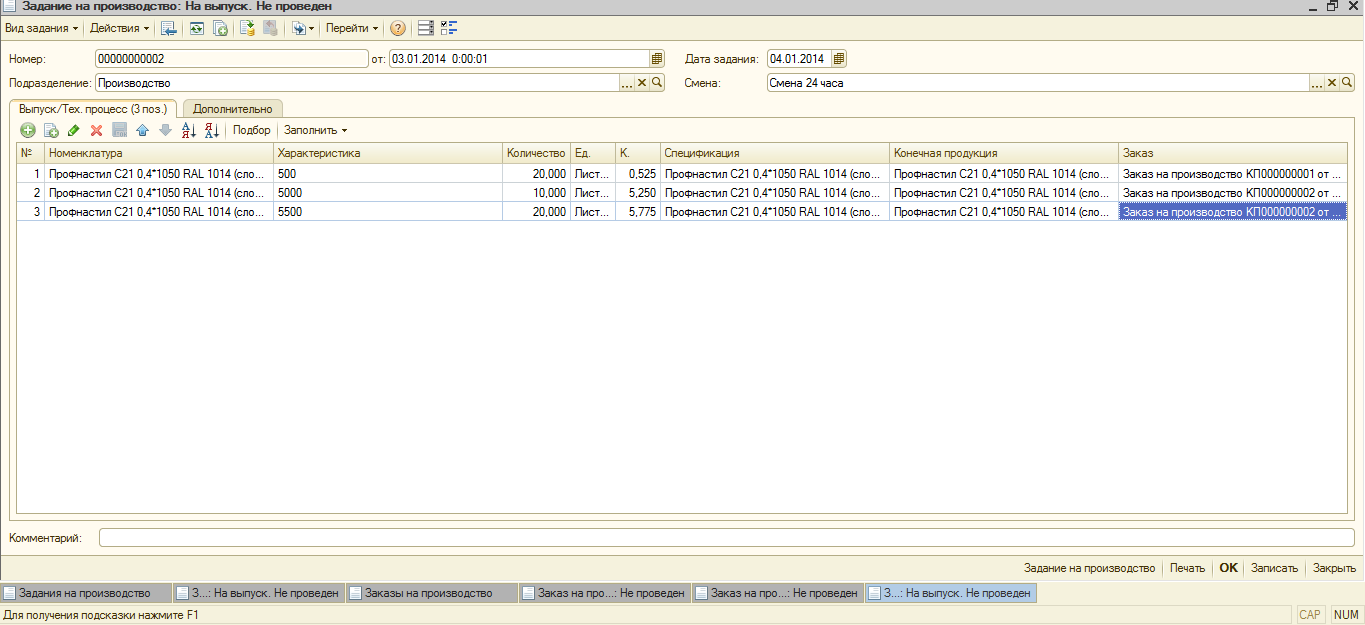 Задание на производство: На выпуск. Не проведен
Вид задания Действия Перейти
Номер: 00000000002 от: 03.01.2014 0:00:01 Дата задания: 04.01.2014
Подразделение: Производство ... Смена: Смена 24 часа ...
Выпуск/Тех. процесс (3 поз.) Дополнительно
Подбор Заполнить
№ Номенклатура Характеристика Количество Ед. К. Спецификация Конечная продукция Заказ
1 Профнастил С21 0,4*1050 RAL 1014 (сло... 500 20,000 Лист... 0,525 Профнастил С21 0,4*1050 RAL 1014 (сло... Профнастил С21 0,4*1050 RAL 1014 (сло... Заказ на производство КП000000001 от ...
2 Профнастил С21 0,4*1050 RAL 1014 (сло... 5000 10,000 Лист... 5,250 Профнастил С21 0,4*1050 RAL 1014 (сло... Профнастил С21 0,4*1050 RAL 1014 (сло... Заказ на производство КП000000002 от ...
3 Профнастил С21 0,4*1050 RAL 1014 (сло... 5500 20,000 Лист... 5,775 Профнастил С21 0,4*1050 RAL 1014 (сло... Профнастил С21 0,4*1050 RAL 1014 (сло... Заказ на производство КП000000002 от ...
Комментарий:
Задание на производство Печать OK Записать Закрыть
Задания на производство З...: На выпуск. Не проведен Заказы на производство Заказ на про...: Не проведен Заказ на про...: Не проведен З...: На выпуск. Не проведен
Для получения подсказки нажмите F1 CAP NUM